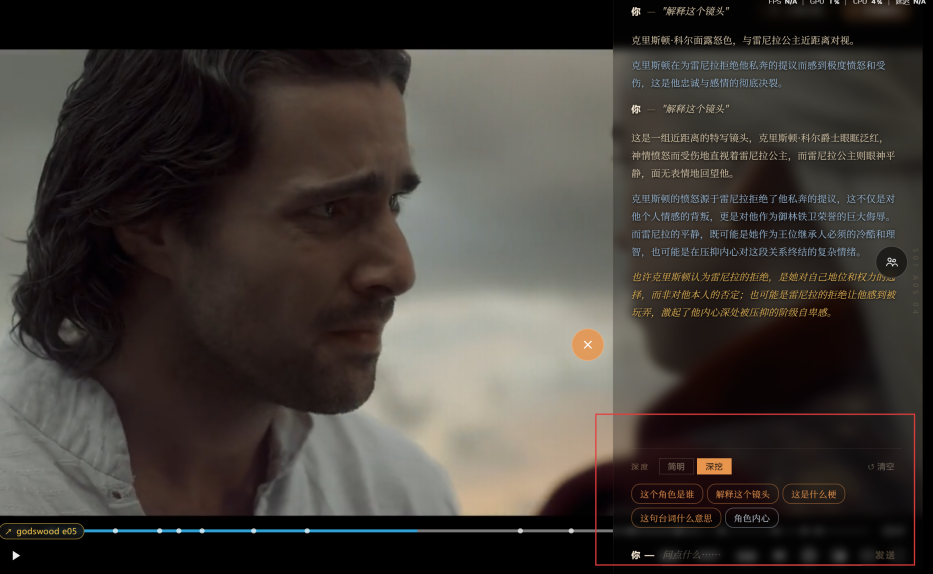 FPS N/A | GPU 1% | CPU 4% | 延迟 N/A
你 — "解释这个镜头"
克里斯顿·科尔面露怒色，与雷尼拉公主近距离对视。
克里斯顿在为雷尼拉拒绝他私奔的提议而感到极度愤怒和受
伤，这是他忠诚与感情的彻底决裂。
你 — "解释这个镜头"
这是一组近距离的特写镜头，克里斯顿·科尔爵士眼眶泛红，
神情愤怒而受伤地直视着雷尼拉公主，而雷尼拉公主则眼神平
静，面无表情地回望他。
克里斯顿的愤怒源于雷尼拉拒绝了他私奔的提议，这不仅是对
他个人情感的背叛，更是对他作为御林铁卫荣誉的巨大侮辱。
而雷尼拉的平静，既可能是她作为王位继承人必须的冷酷和理
智，也可能是在压抑内心对这段关系终结的复杂情绪。
也许克里斯顿认为雷尼拉的拒绝，是她对自己地位和权力的选
择，而非对他本人的否定；也可能是雷尼拉的拒绝让他感到被
玩弄，激起了他内心深处被压抑的阶级自卑感。
深度 简明 深挖 ↺ 清空
这个角色是谁 解释这个镜头 这是什么梗
这句台词什么意思 角色内心
↗ godswood e05
你 — 问点什么…… 发送